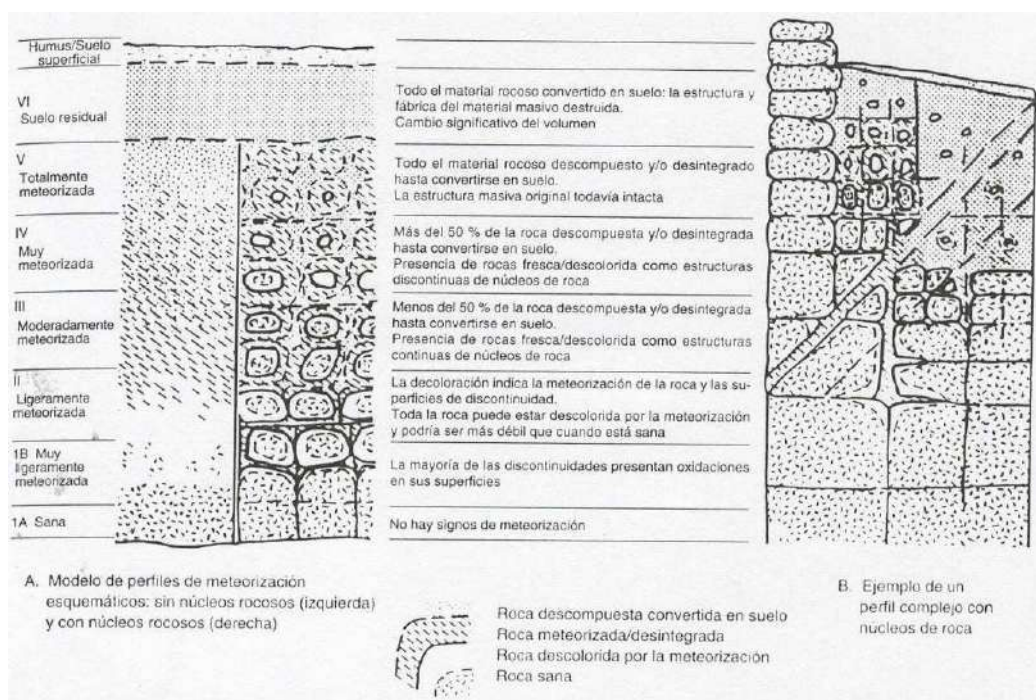 Humus/Suelo
superficial
VI
Suelo residual
Todo el material rocoso convertido en suelo: la estructura y
fábrica del material masivo destruida.
Cambio significativo del volumen
V
Totalmente
meteorizada
Todo el material rocoso descompuesto y/o desintegrado
hasta convertirse en suelo.
La estructura masiva original todavía intacta
IV
Muy
meteorizada
Más del 50 % de la roca descompuesta y/o desintegrada
hasta convertirse en suelo.
Presencia de rocas fresca/descolorida como estructuras
discontinuas de núcleos de roca
III
Moderadamente
meteorizada
Menos del 50 % de la roca descompuesta y/o desintegrada
hasta convertirse en suelo.
Presencia de rocas fresca/descolorida como estructuras
continuas de núcleos de roca
II
Ligeramente
meteorizada
La decoloración indica la meteorización de la roca y las su-
perficies de discontinuidad.
Toda la roca puede estar descolorida por la meteorización
y podría ser más débil que cuando está sana
1B Muy
ligeramente
meteorizada
La mayoría de las discontinuidades presentan oxidaciones
en sus superficies
1A Sana
No hay signos de meteorización
A. Modelo de perfiles de meteorización
esquemáticos: sin núcleos rocosos (izquierda)
y con núcleos rocosos (derecha)
Roca descompuesta convertida en suelo
Roca meteorizada/desintegrada
Roca descolorida por la meteorización
Roca sana
B. Ejemplo de un
perfil complejo con
núcleos de roca